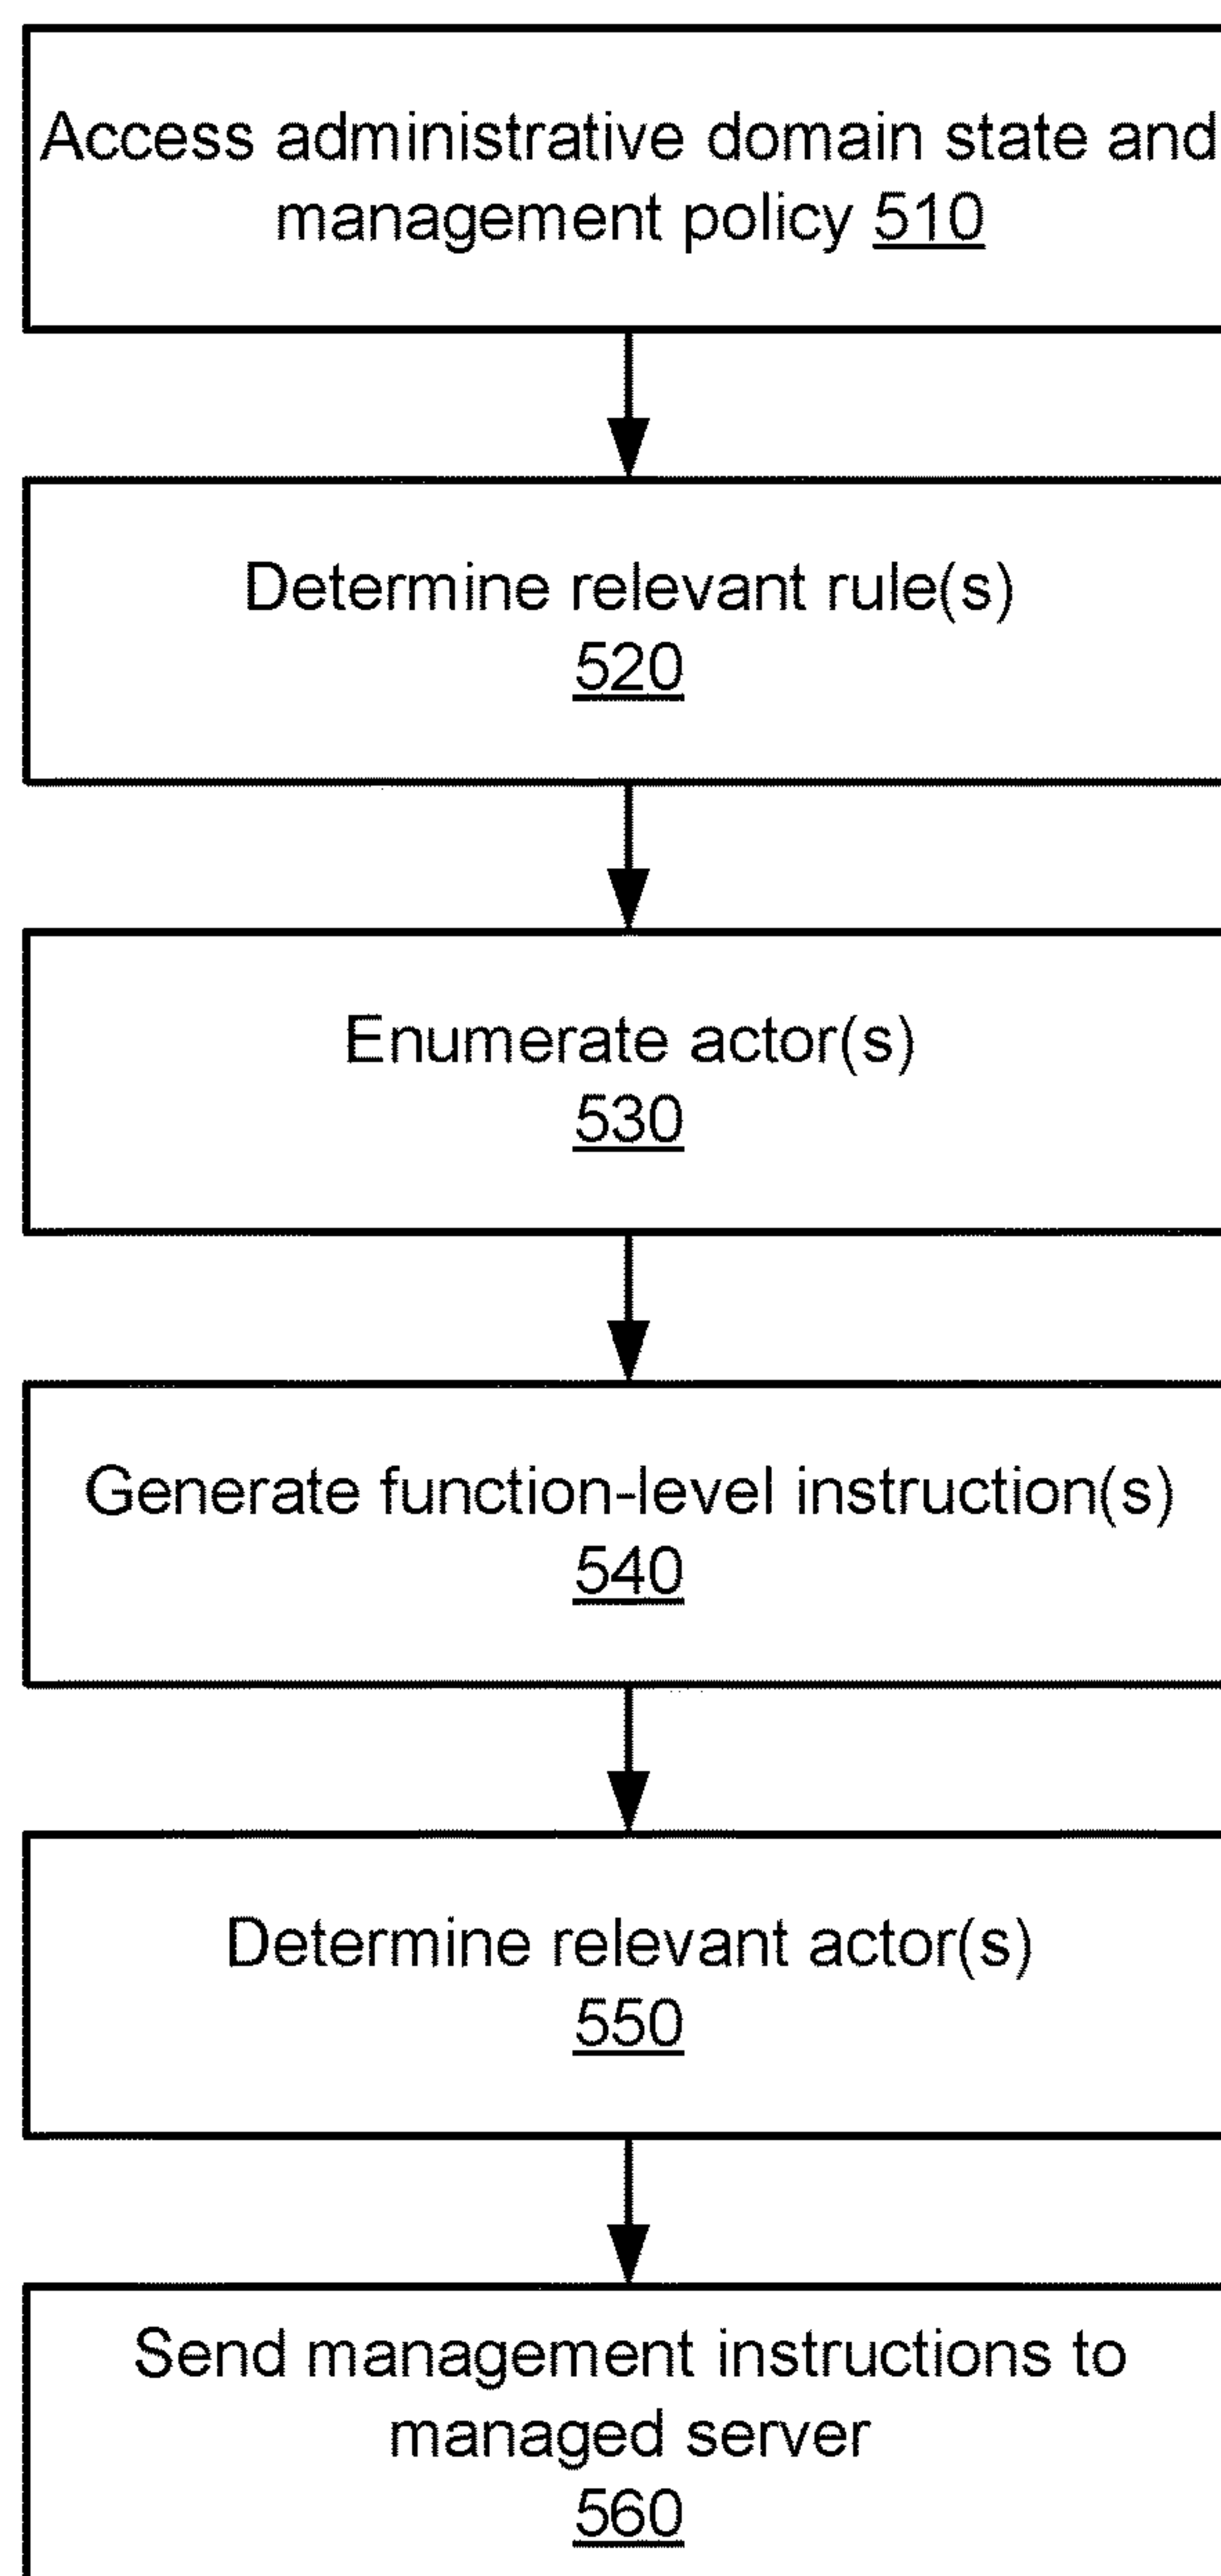 Access administrative domain state and
management policy 510
Determine relevant rule(s)
520
Enumerate actor(s)
530
Generate function-level instruction(s)
540
Determine relevant actor(s)
550
Send management instructions to
managed server
560